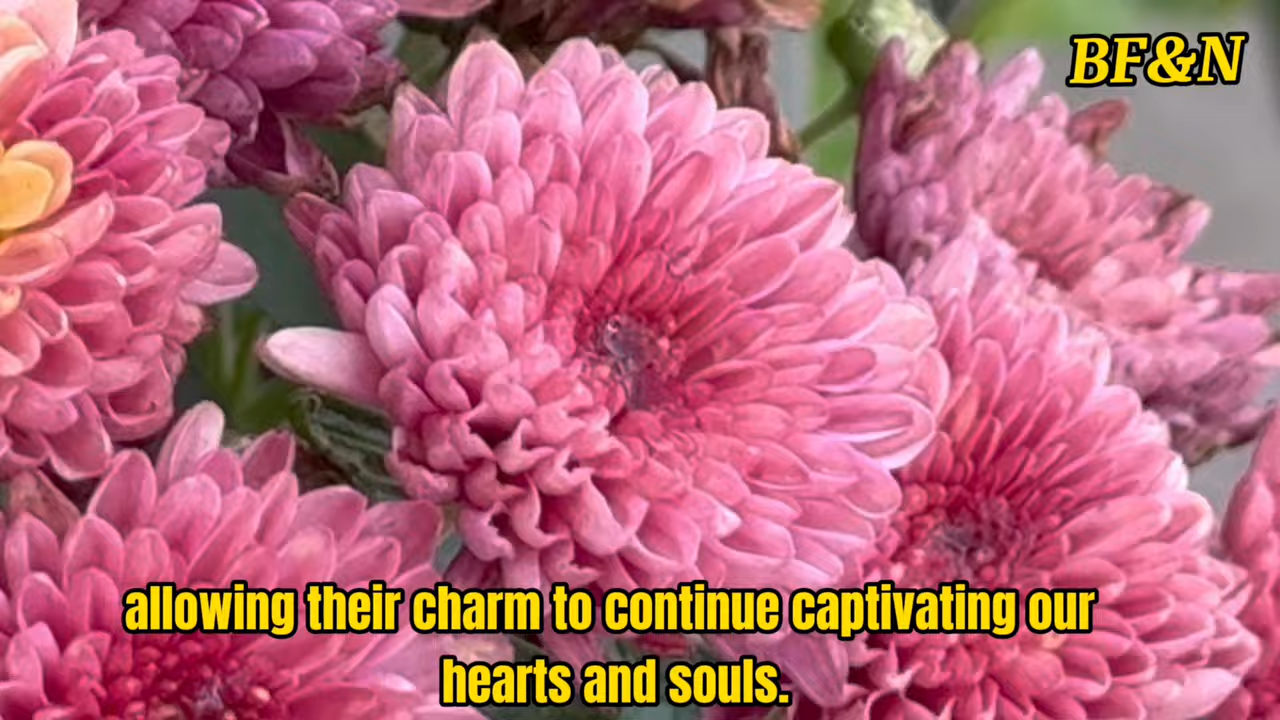 BF&N
allowing their charm to continue captivating our
hearts and souls.